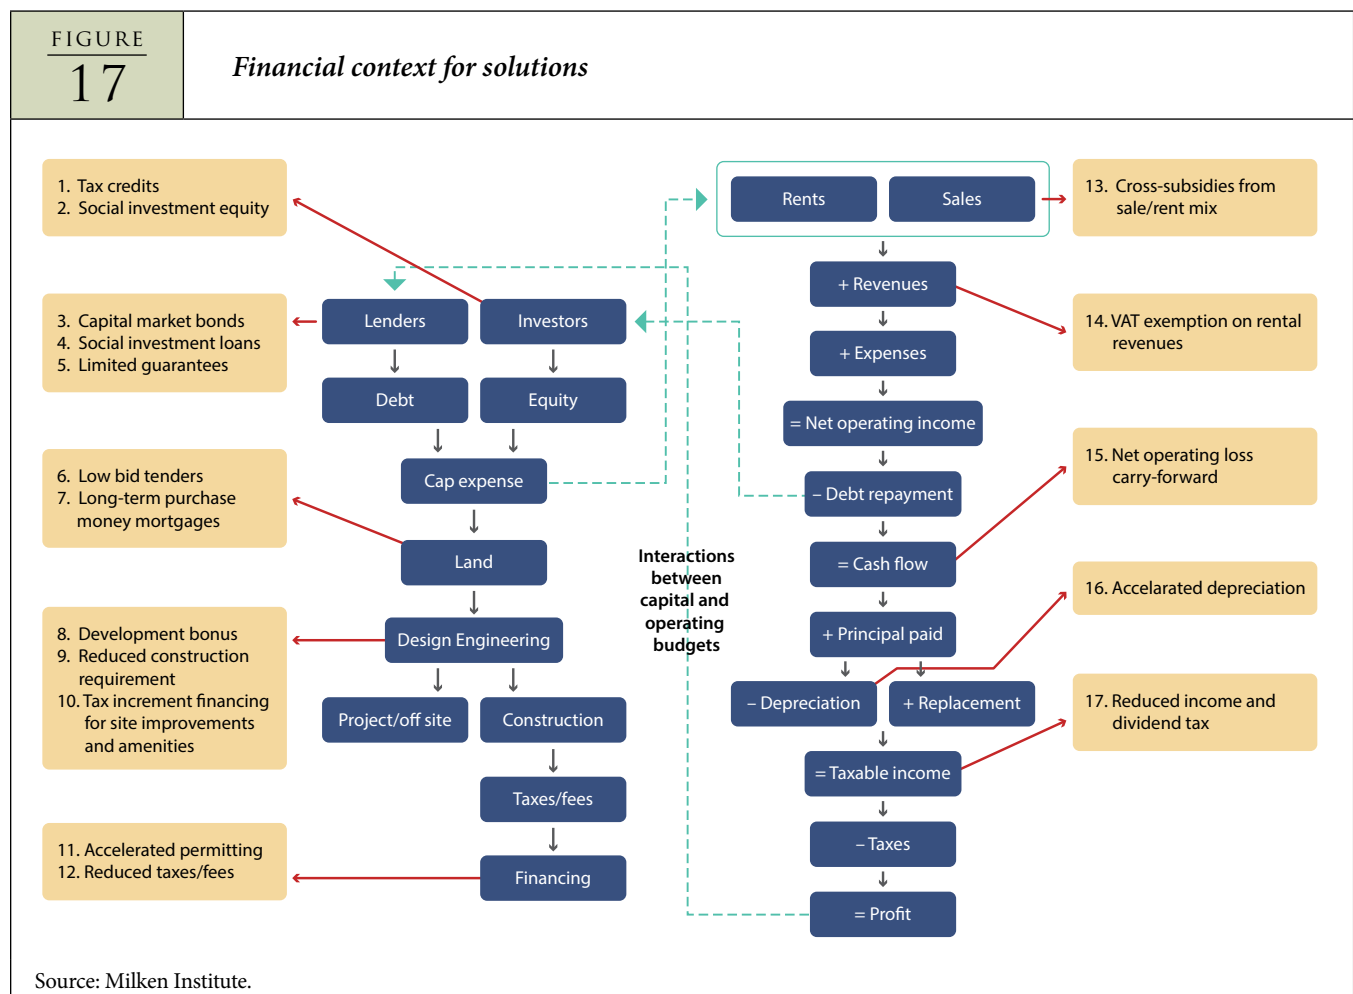 FIGURE
17
Financial context for solutions
1. Tax credits
2. Social investment equity
3. Capital market bonds
4. Social investment loans
5. Limited guarantees
6. Low bid tenders
7. Long-term purchase
money mortgages
8. Development bonus
9. Reduced construction
requirement
10. Tax increment financing
for site improvements
and amenities
11. Accelerated permitting
12. Reduced taxes/fees
Lenders
Investors
Debt
Equity
Cap expense
Land
Design Engineering
Project/off site
Construction
Taxes/fees
Financing
Interactions
between
capital and
operating
budgets
Rents
Sales
+ Revenues
+ Expenses
= Net operating income
– Debt repayment
= Cash flow
+ Principal paid
– Depreciation
+ Replacement
= Taxable income
– Taxes
= Profit
13. Cross-subsidies from
sale/rent mix
14. VAT exemption on rental
revenues
15. Net operating loss
carry-forward
16. Accelarated depreciation
17. Reduced income and
dividend tax
Source: Milken Institute.